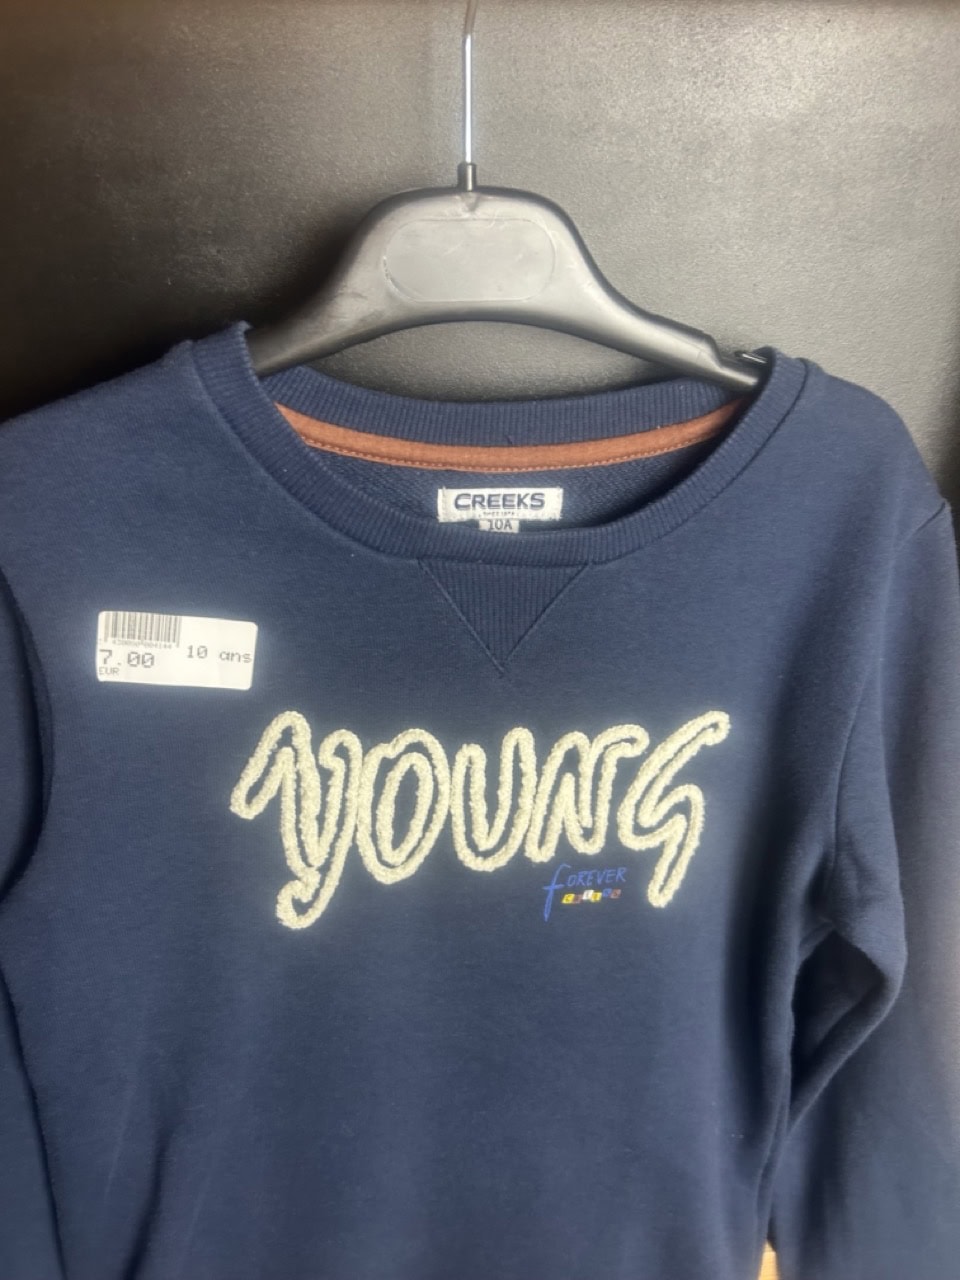 CREEKS
10A
7.00
10 ans
EUR
YOUNG
FOREVER